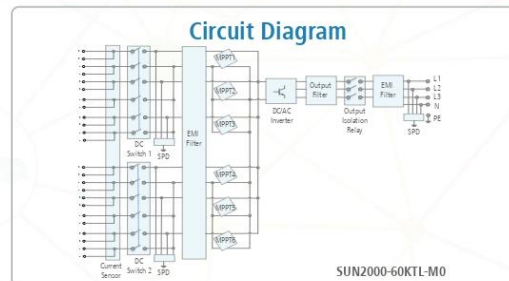 Circuit Diagram
MPPT1
MPPT2
MPPT3
MPPT4
MPPT5
MPPT6
DC
Switch 1
SPD
EMI
Filter
DC/AC
Inverter
Output
Filter
Output
Isolation
Relay
EMI
Filter
L1
L2
L3
N
PE
SPD
Current
Sensor
DC
Switch 2
SPD
SUN2000-60KTL-M0